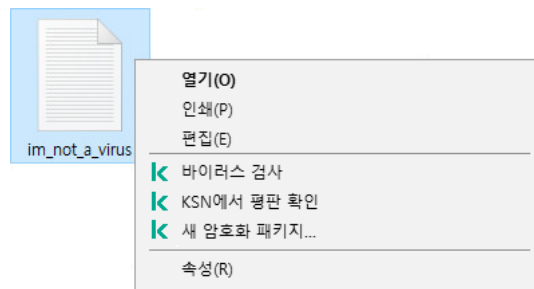 열기(O)
인쇄(P)
편집(E)
im_not_a_virus
바이러스 검사
KSN에서 평판 확인
새 암호화 패키지...
속성(R)